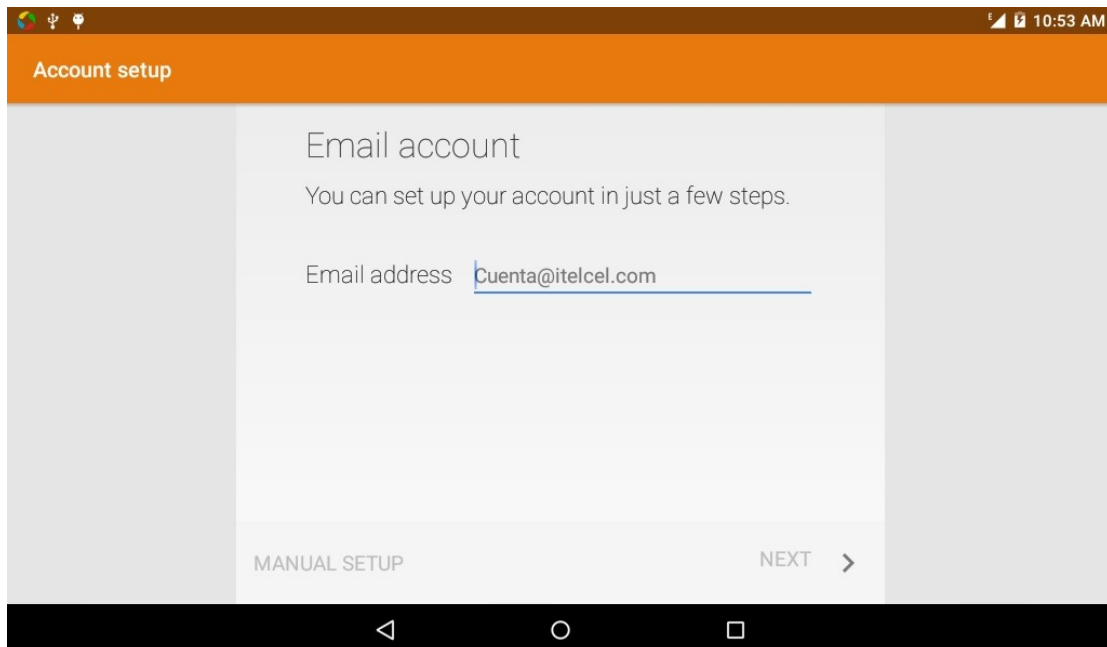 E
10:53 AM
Account setup
Email account
You can set up your account in just a few steps.
Email address
Cuenta@itelcel.com
MANUAL SETUP
NEXT